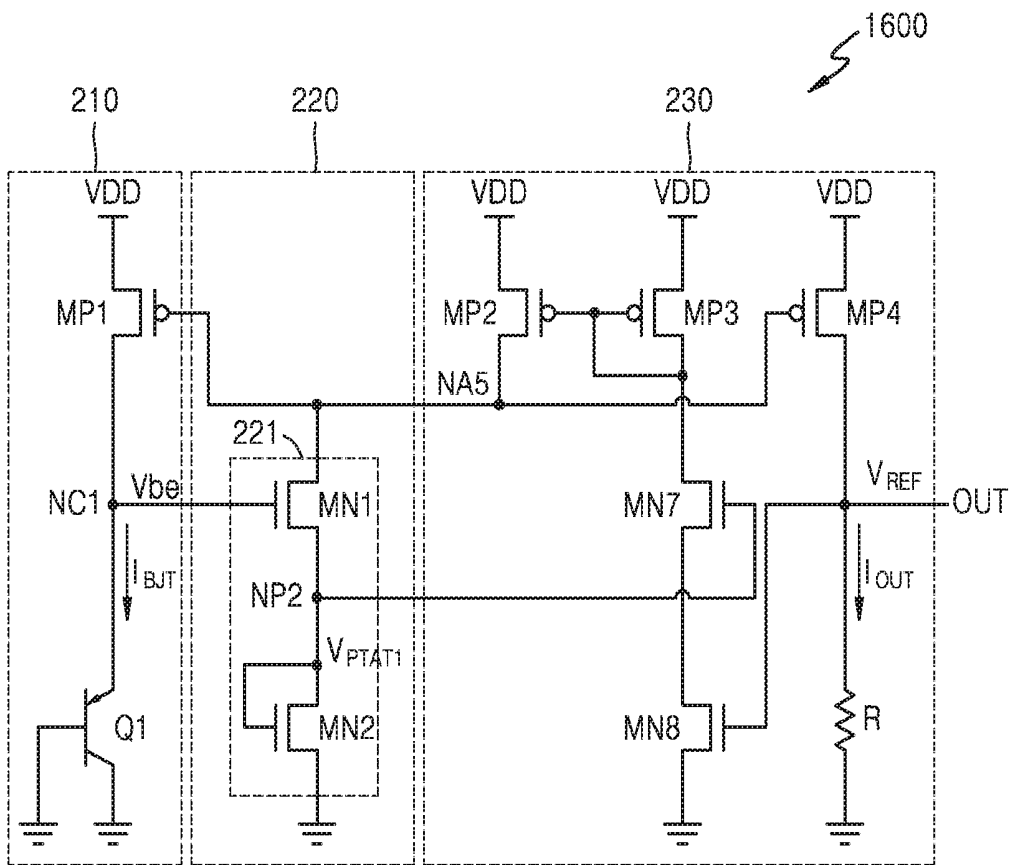 1600
210
220
230
VDD
VDD
VDD
VDD
MP1
MP2
MP3
MP4
NA5
221
NC1
Vbe
MN1
MN7
VREF
OUT
IBJT
NP2
IOUT
VPTAT1
Q1
MN2
MN8
R